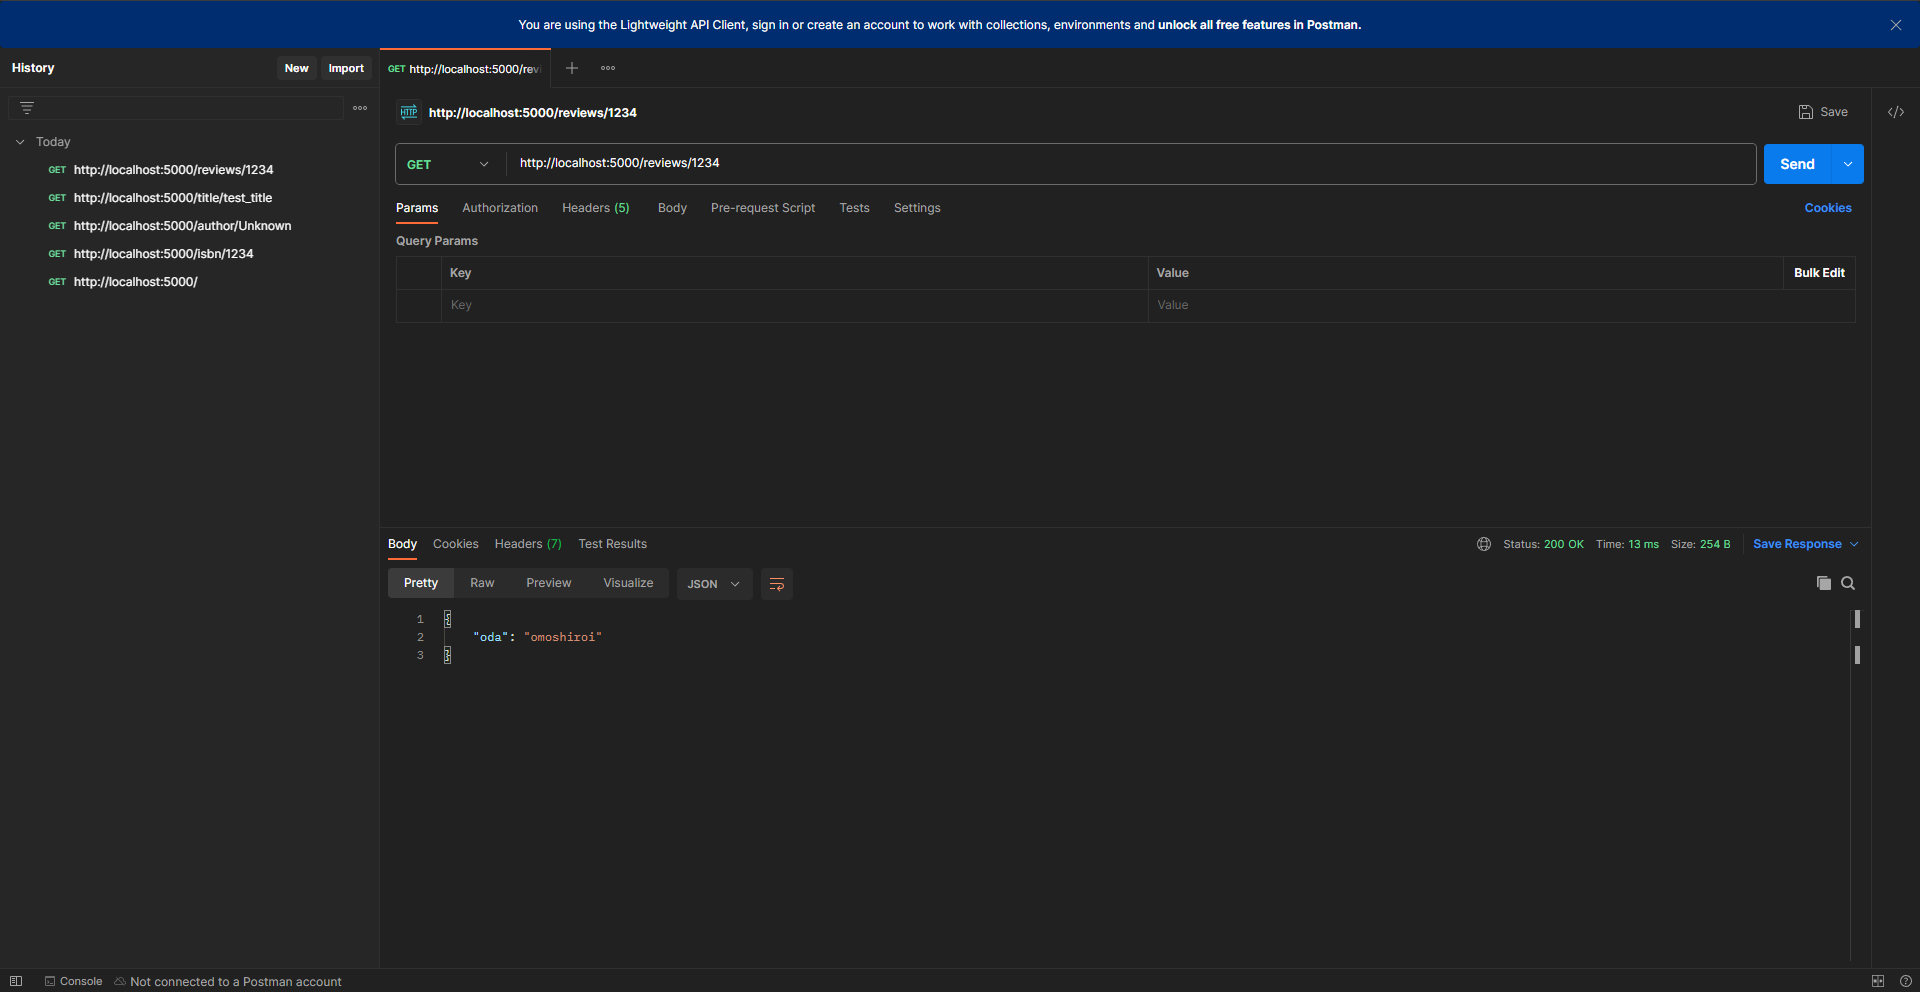 You are using the Lightweight API Client, sign in or create an account to work with collections, environments and unlock all free features in Postman.
History
New
Import
GET http://localhost:5000/revi
http://localhost:5000/reviews/1234
Save
Today
GET http://localhost:5000/reviews/1234
GET http://localhost:5000/title/test_title
GET http://localhost:5000/author/Unknown
GET http://localhost:5000/isbn/1234
GET http://localhost:5000/
HTTP
GET
http://localhost:5000/reviews/1234
Send
Params
Authorization
Headers (5)
Body
Pre-request Script
Tests
Settings
Cookies
Query Params
Key
Value
Bulk Edit
Key
Value
Body
Cookies
Headers (7)
Test Results
Status: 200 OK
Time: 13 ms
Size: 254 B
Save Response
Pretty
Raw
Preview
Visualize
JSON
1 {
2 "oda": "omoshiroi"
3 }
Console
Not connected to a Postman account